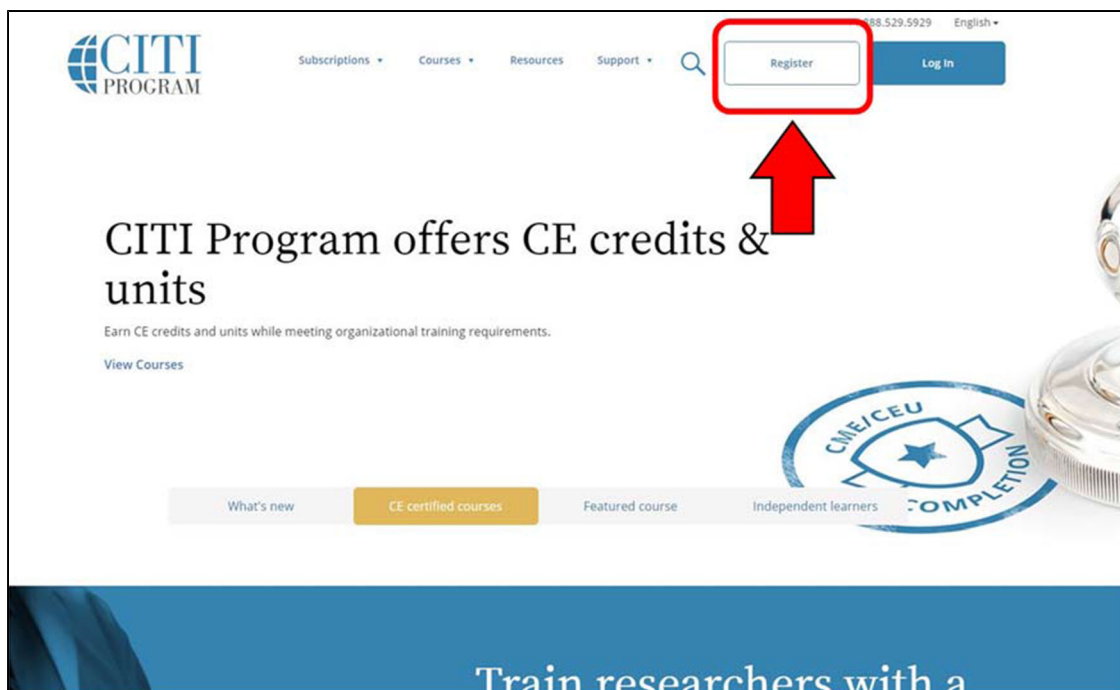 888.529.5929 English
CITI
PROGRAM
Subscriptions
Courses
Resources
Support
Register
Log In
CITI Program offers CE credits &
units
Earn CE credits and units while meeting organizational training requirements.
View Courses
CME/CEU
COMPLETION
What's new
CE certified courses
Featured course
Independent learners
Train researchers with a